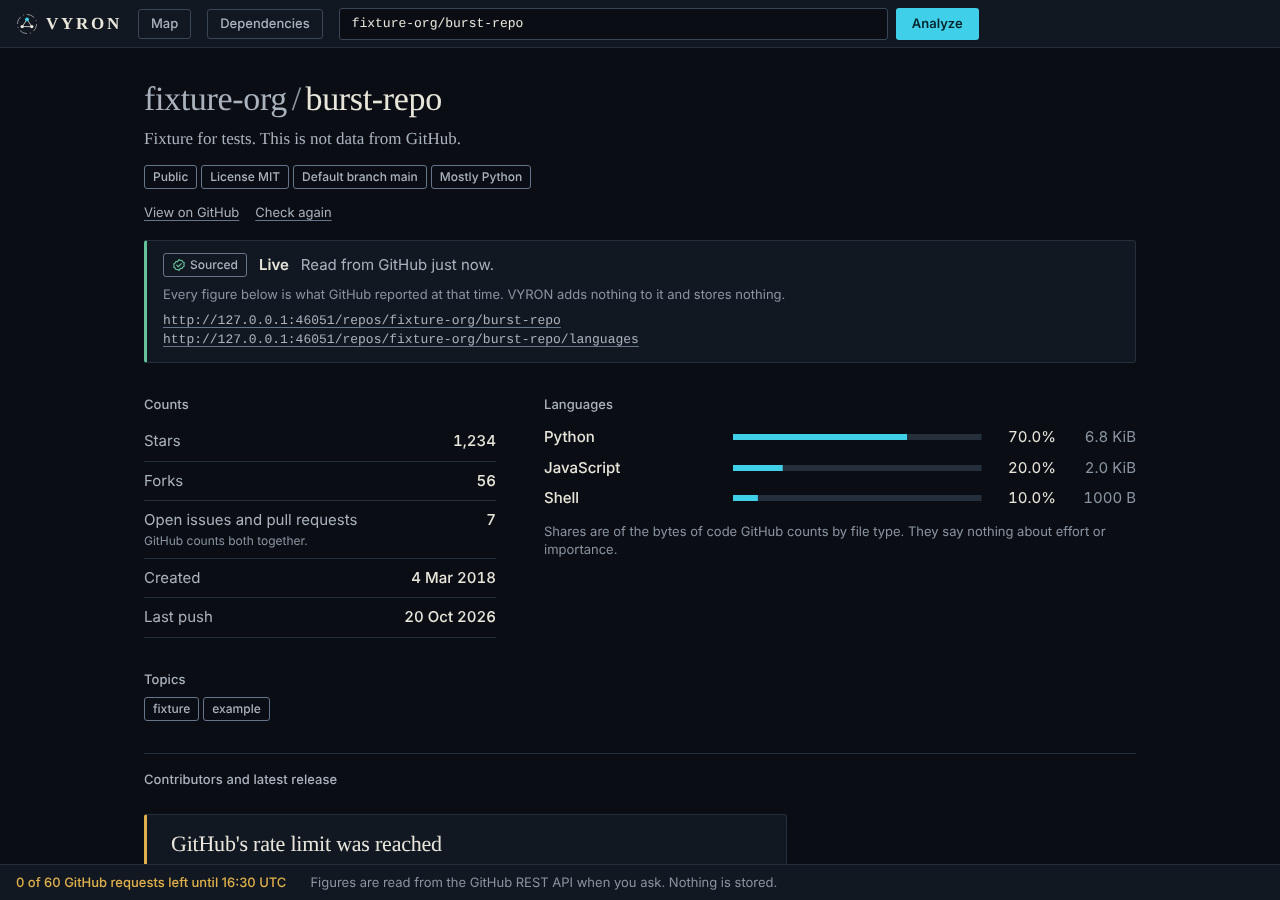 VYRON Map Dependencies fixture-org/burst-repo Analyze
fixture-org/burst-repo
Fixture for tests. This is not data from GitHub.
Public License MIT Default branch main Mostly Python
View on GitHub Check again
Sourced Live Read from GitHub just now.
Every figure below is what GitHub reported at that time. VYRON adds nothing to it and stores nothing.
http://127.0.0.1:46051/repos/fixture-org/burst-repo
http://127.0.0.1:46051/repos/fixture-org/burst-repo/languages
Counts
Stars 1,234
Forks 56
Open issues and pull requests 7
GitHub counts both together.
Created 4 Mar 2018
Last push 20 Oct 2026
Languages
Python 70.0% 6.8 KiB
JavaScript 20.0% 2.0 KiB
Shell 10.0% 1000 B
Shares are of the bytes of code GitHub counts by file type. They say nothing about effort or
importance.
Topics
fixture example
Contributors and latest release
GitHub's rate limit was reached
0 of 60 GitHub requests left until 16:30 UTC Figures are read from the GitHub REST API when you ask. Nothing is stored.